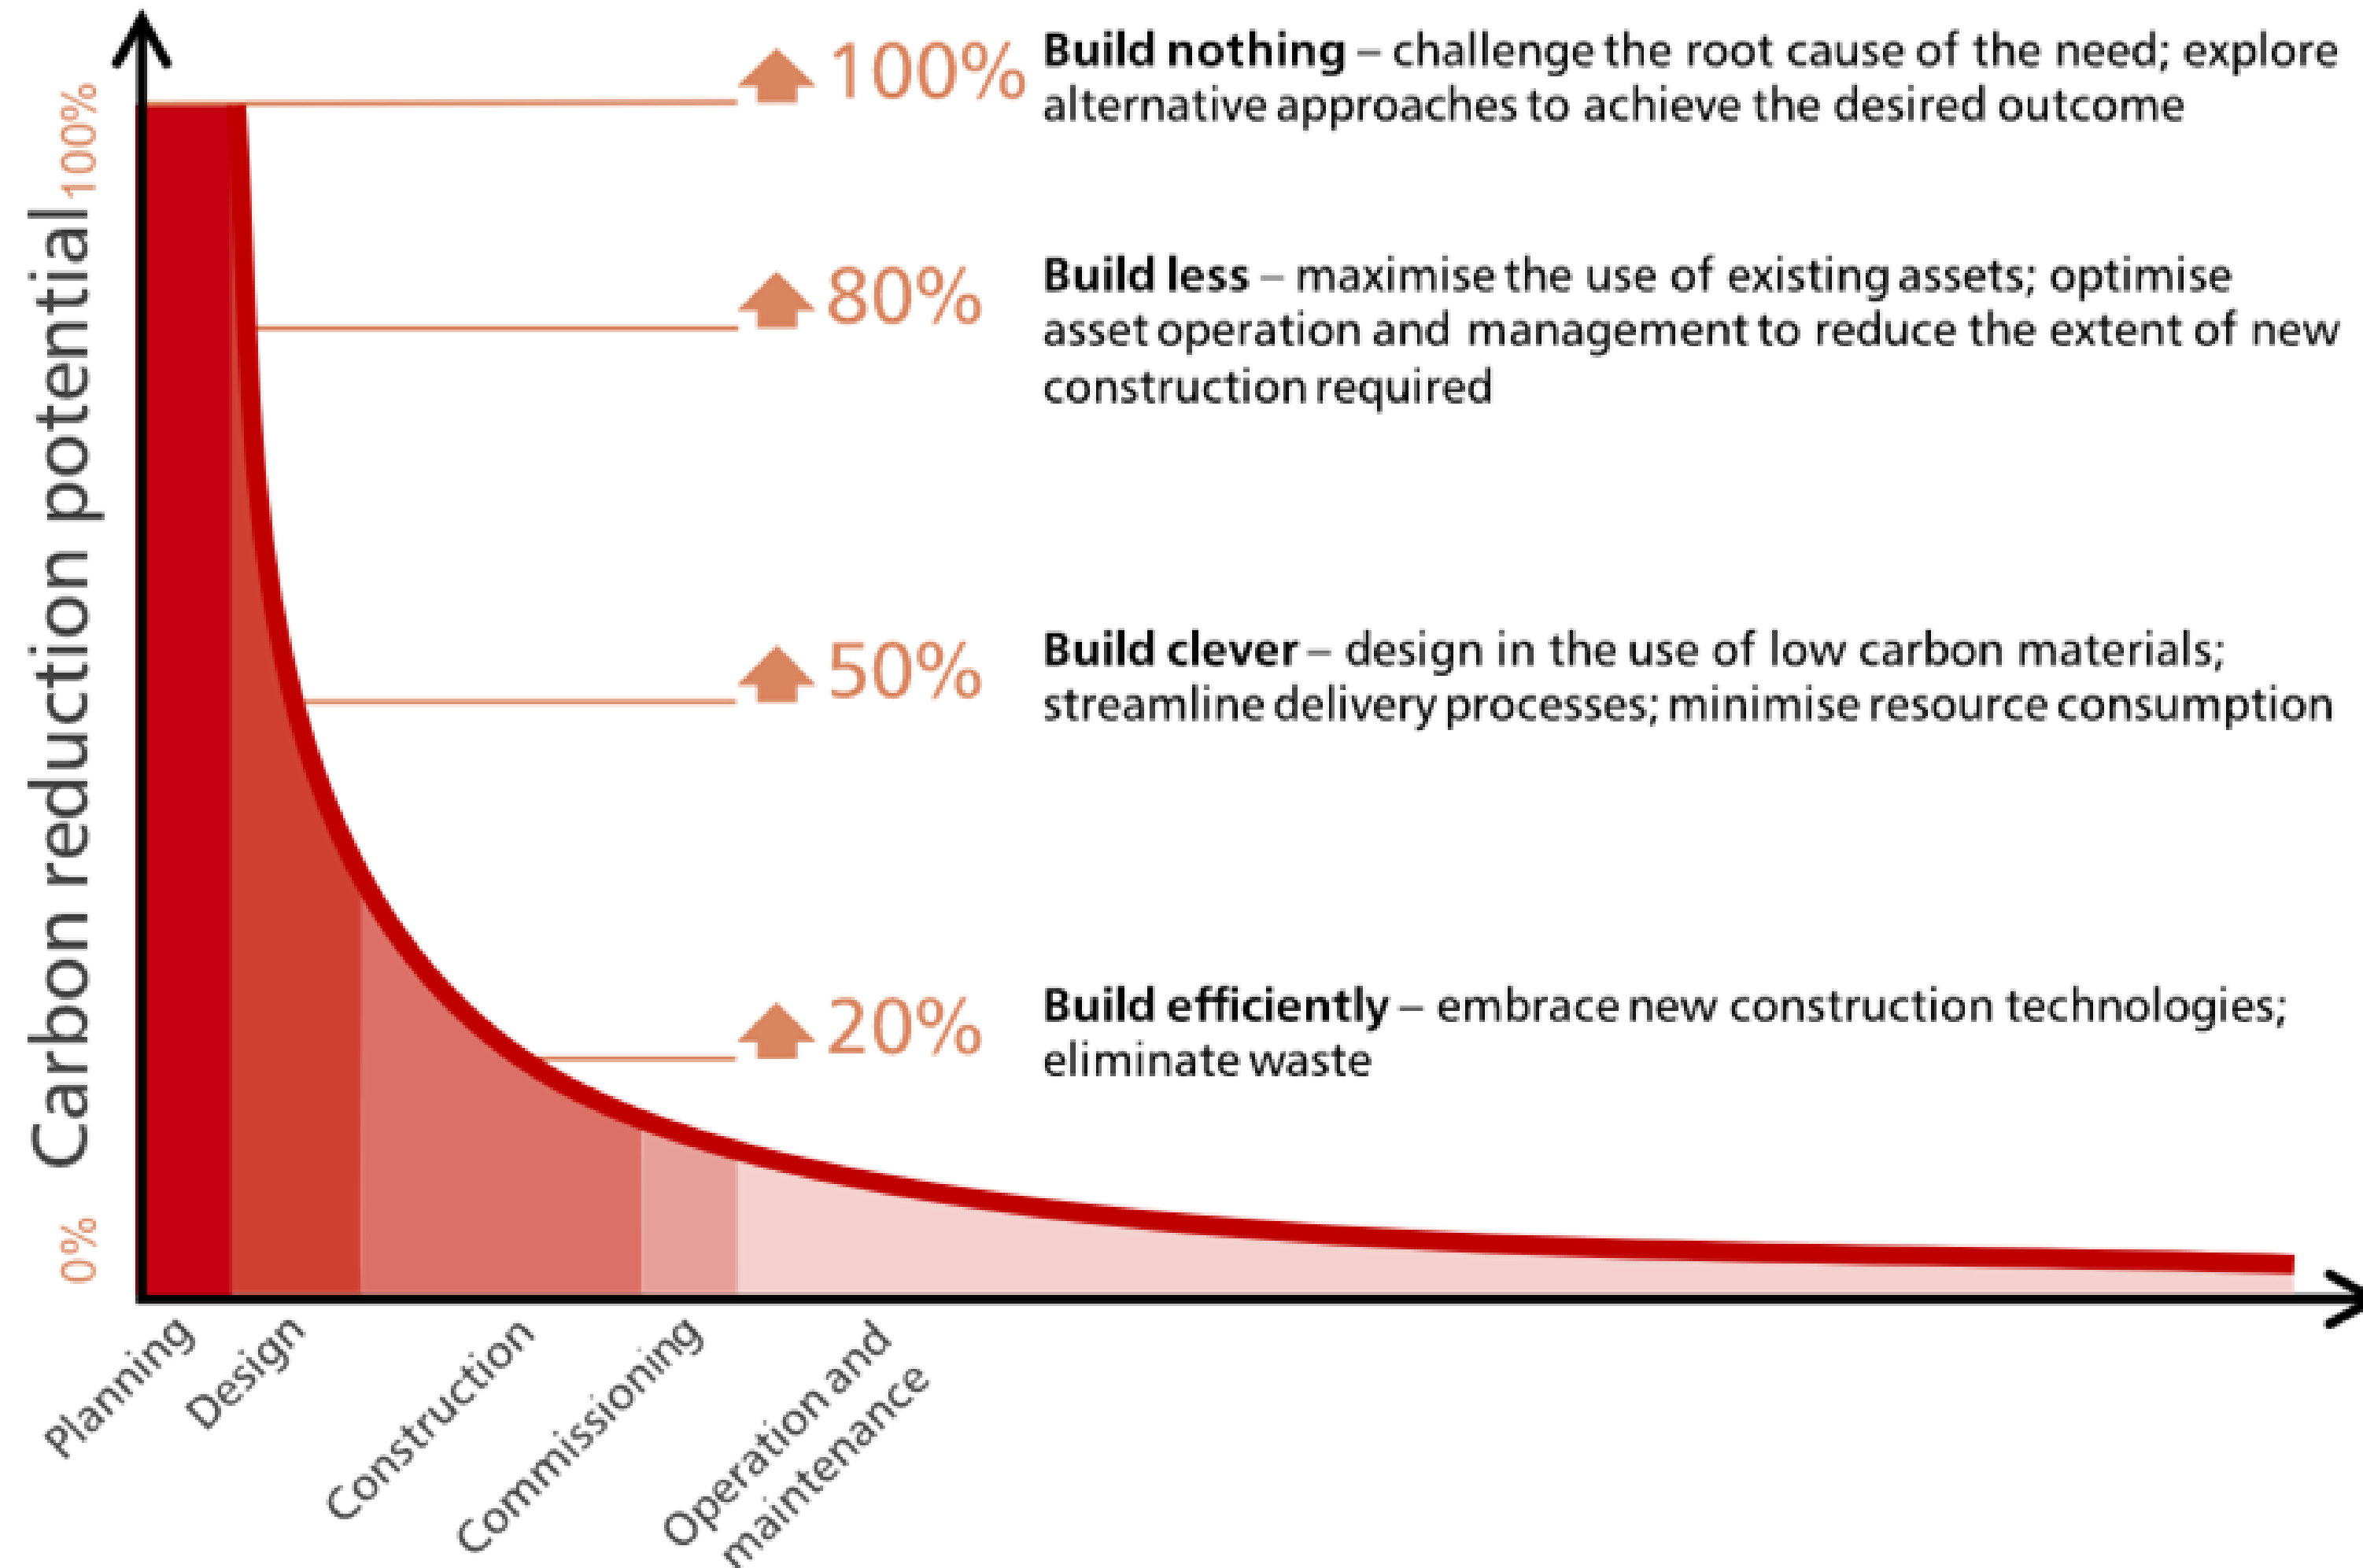 100%
Carbon reduction potential
0%
100%
Build nothing – challenge the root cause of the need; explore
alternative approaches to achieve the desired outcome
80%
Build less – maximise the use of existing assets; optimise
asset operation and management to reduce the extent of new
construction required
50%
Build clever – design in the use of low carbon materials;
streamline delivery processes; minimise resource consumption
20%
Build efficiently – embrace new construction technologies;
eliminate waste
Planning
Design
Construction
Commissioning
Operation and
maintenance